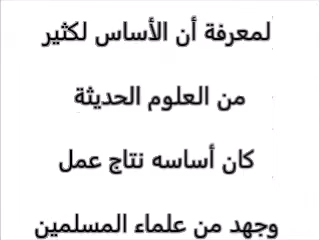 لمعرفة أن الأساس لكثير
من العلوم الحديثة
كان أساسه نتاج عمل
وجهد من علماء المسلمين